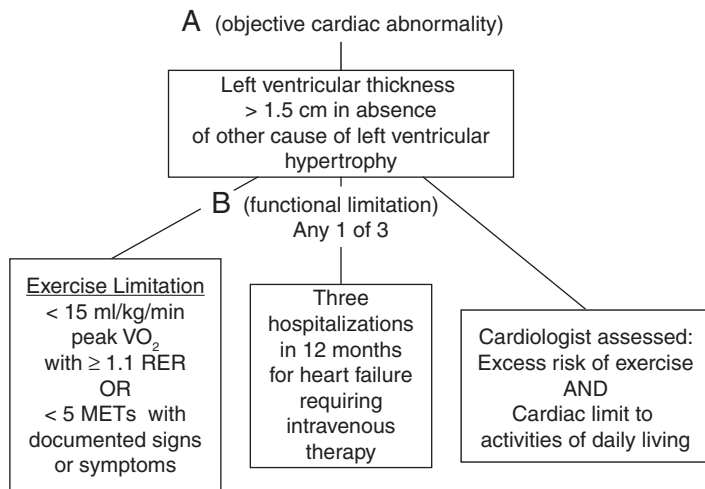 A (objective cardiac abnormality)
Left ventricular thickness
> 1.5 cm in absence
of other cause of left ventricular
hypertrophy
B (functional limitation)
Any 1 of 3
Exercise Limitation
< 15 ml/kg/min
peak VO₂
with ≥ 1.1 RER
OR
< 5 METs with
documented signs
or symptoms
Three
hospitalizations
in 12 months
for heart failure
requiring
intravenous
therapy
Cardiologist assessed:
Excess risk of exercise
AND
Cardiac limit to
activities of daily living